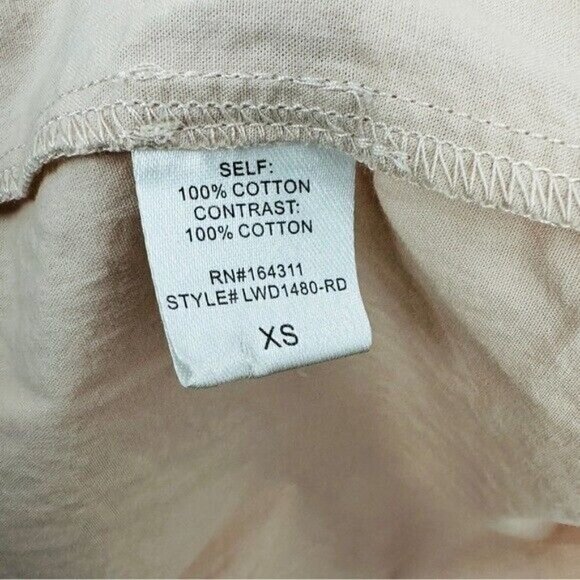 SELF:
100% COTTON
CONTRAST:
100% COTTON
RN#164311
STYLE# LWD1480-RD
XS